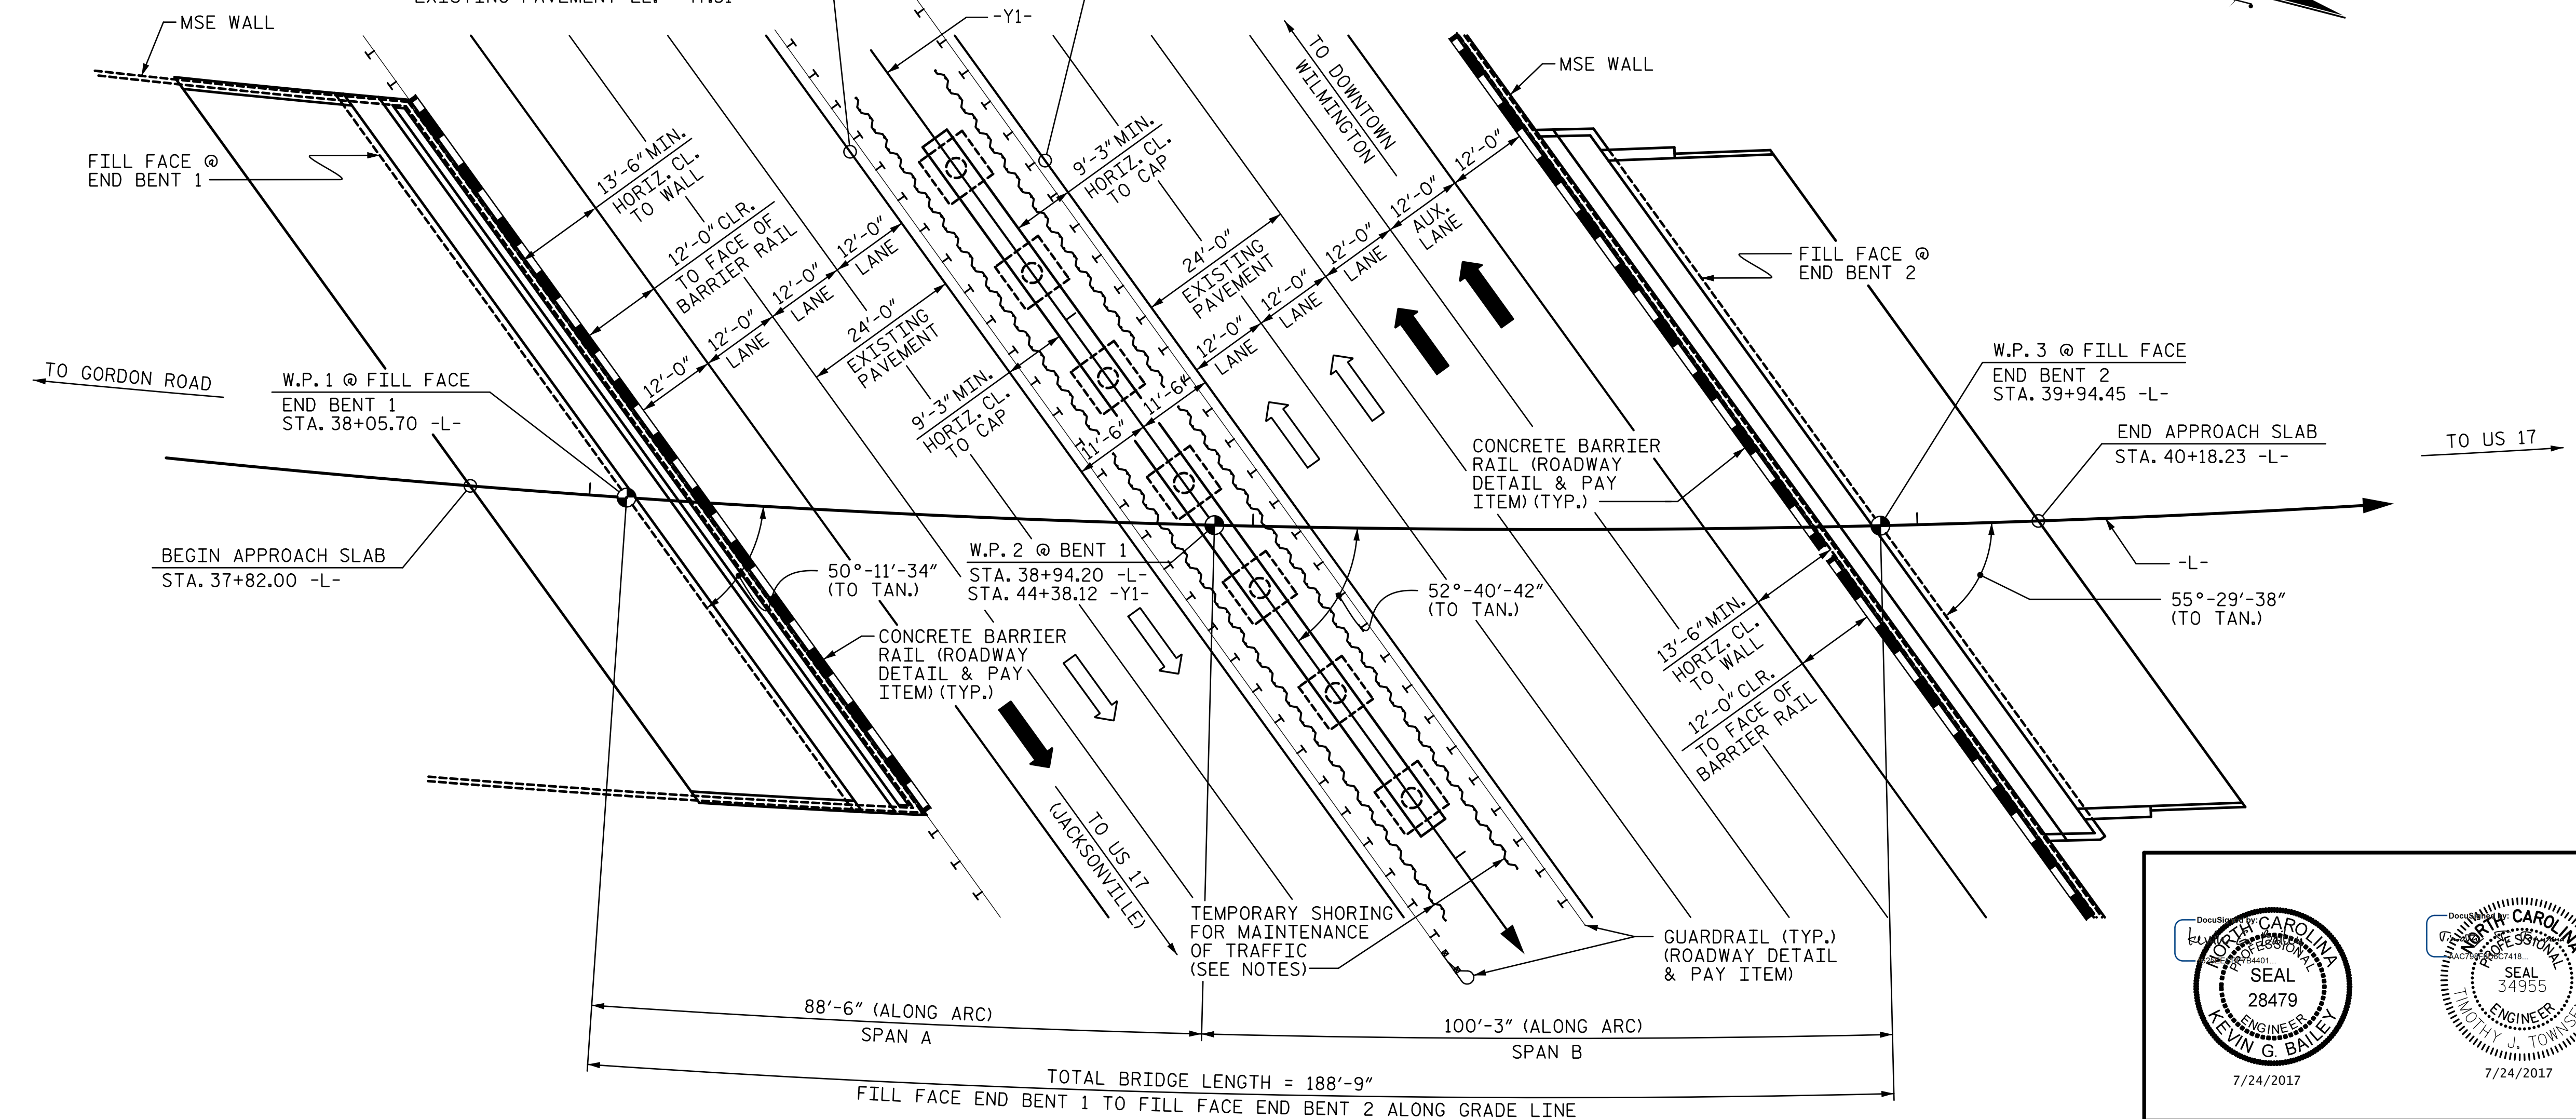 MSE WALL
-Y1-
TO DOWNTOWN
WILMINGTON
MSE WALL
FILL FACE @
END BENT 1
13'-6" MIN.
HORIZ. CL.
TO WALL
12'-0" CLR.
TO FACE OF
BARRIER RAIL
12'-0"
12'-0"
LANE
12'-0"
LANE
12'-0"
12'-0"
LANE
24'-0"
EXISTING
PAVEMENT
9'-3" MIN.
HORIZ. CL.
TO CAP
9'-3" MIN.
HORIZ. CL.
TO CAP
11'-6"
11'-6"
24'-0"
EXISTING
PAVEMENT
12'-0"
LANE
12'-0"
LANE
12'-0"
LANE
12'-0"
12'-0"
AUX.
LANE
12'-0"
FILL FACE @
END BENT 2
TO GORDON ROAD
W.P. 1 @ FILL FACE
END BENT 1
STA. 38+05.70 -L-
W.P. 3 @ FILL FACE
END BENT 2
STA. 39+94.45 -L-
END APPROACH SLAB
STA. 40+18.23 -L-
TO US 17
CONCRETE BARRIER
RAIL (ROADWAY
DETAIL & PAY
ITEM) (TYP.)
BEGIN APPROACH SLAB
STA. 37+82.00 -L-
50°-11'-34"
(TO TAN.)
W.P. 2 @ BENT 1
STA. 38+94.20 -L-
STA. 44+38.12 -Y1-
52°-40'-42"
(TO TAN.)
-L-
55°-29'-38"
(TO TAN.)
CONCRETE BARRIER
RAIL (ROADWAY
DETAIL & PAY
ITEM) (TYP.)
13'-6" MIN.
HORIZ. CL.
TO WALL
12'-0" CLR.
TO FACE OF
BARRIER RAIL
TO US 17
(JACKSONVILLE)
TEMPORARY SHORING
FOR MAINTENANCE
OF TRAFFIC
(SEE NOTES)
GUARDRAIL (TYP.)
(ROADWAY DETAIL
& PAY ITEM)
88'-6" (ALONG ARC)
SPAN A
100'-3" (ALONG ARC)
SPAN B
TOTAL BRIDGE LENGTH = 188'-9"
FILL FACE END BENT 1 TO FILL FACE END BENT 2 ALONG GRADE LINE
DocuSigned by:
NORTH CAROLINA
PROFESSIONAL
SEAL
28479
ENGINEER
KEVIN G. BAILEY
7/24/2017
DocuSigned by:
NORTH CAROLINA
PROFESSIONAL
SEAL
34955
ENGINEER
TIMOTHY J.
7/24/2017